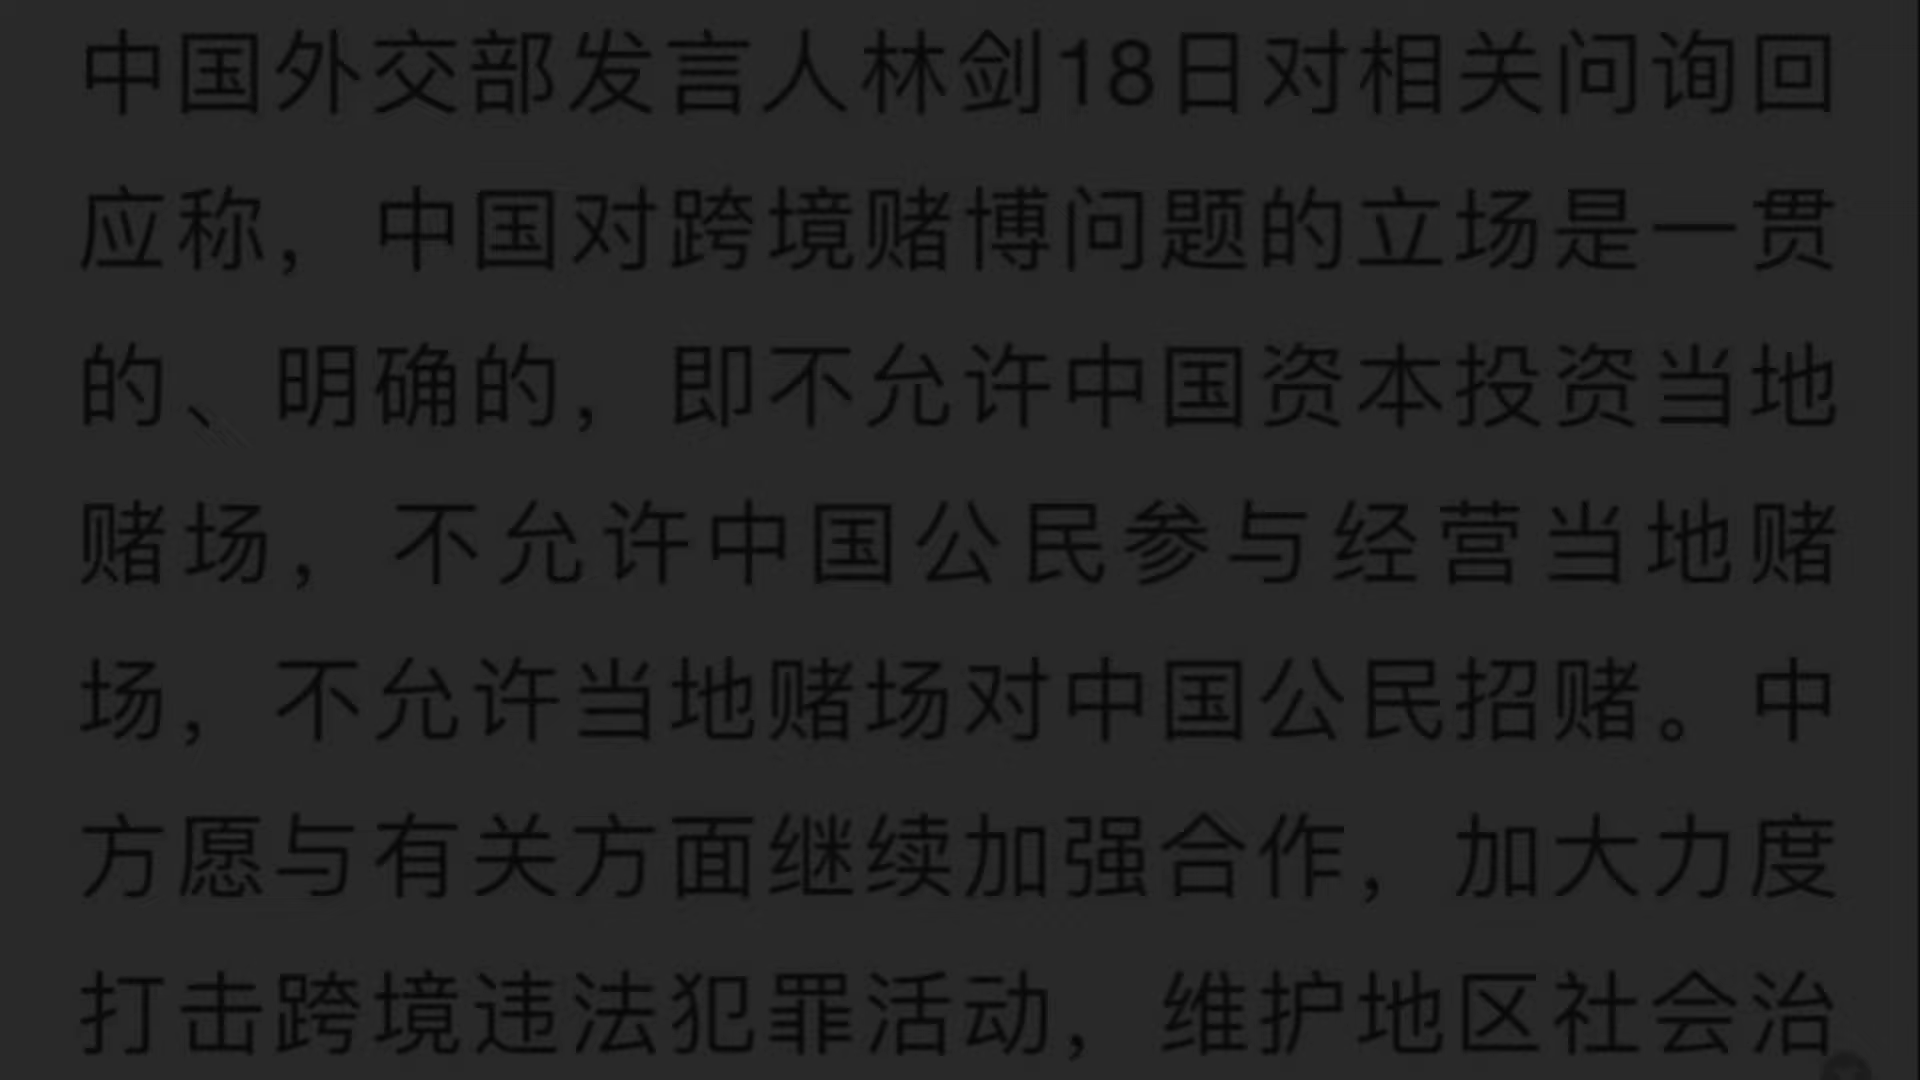 中国外交部发言人林剑18日对相关问询回
应称，中国对跨境赌博问题的立场是一贯
的、明确的，即不允许中国资本投资当地
赌场，不允许中国公民参与经营当地赌
场，不允许当地赌场对中国公民招赌。中
方愿与有关方面继续加强合作，加大力度
打击跨境违法犯罪活动，维护地区社会治